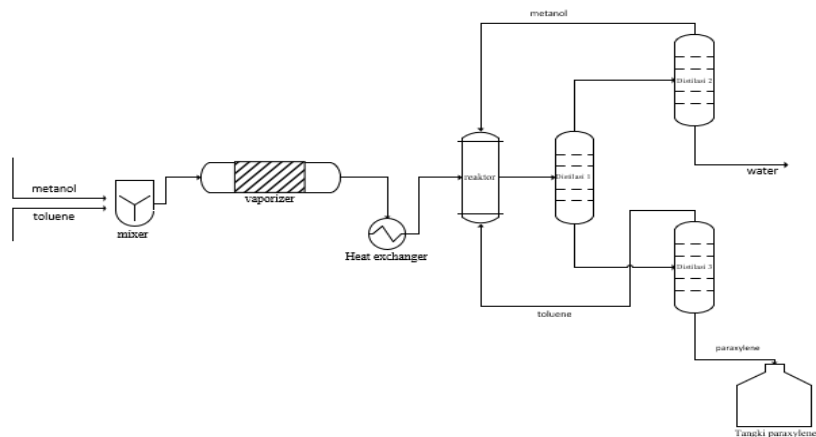 metanol
Distilasi 2
metanol
toluene
mixer
vaporizer
Heat exchanger
reaktor
Distilasi 1
water
Distilasi 3
toluene
paraxylene
Tangki paraxylene